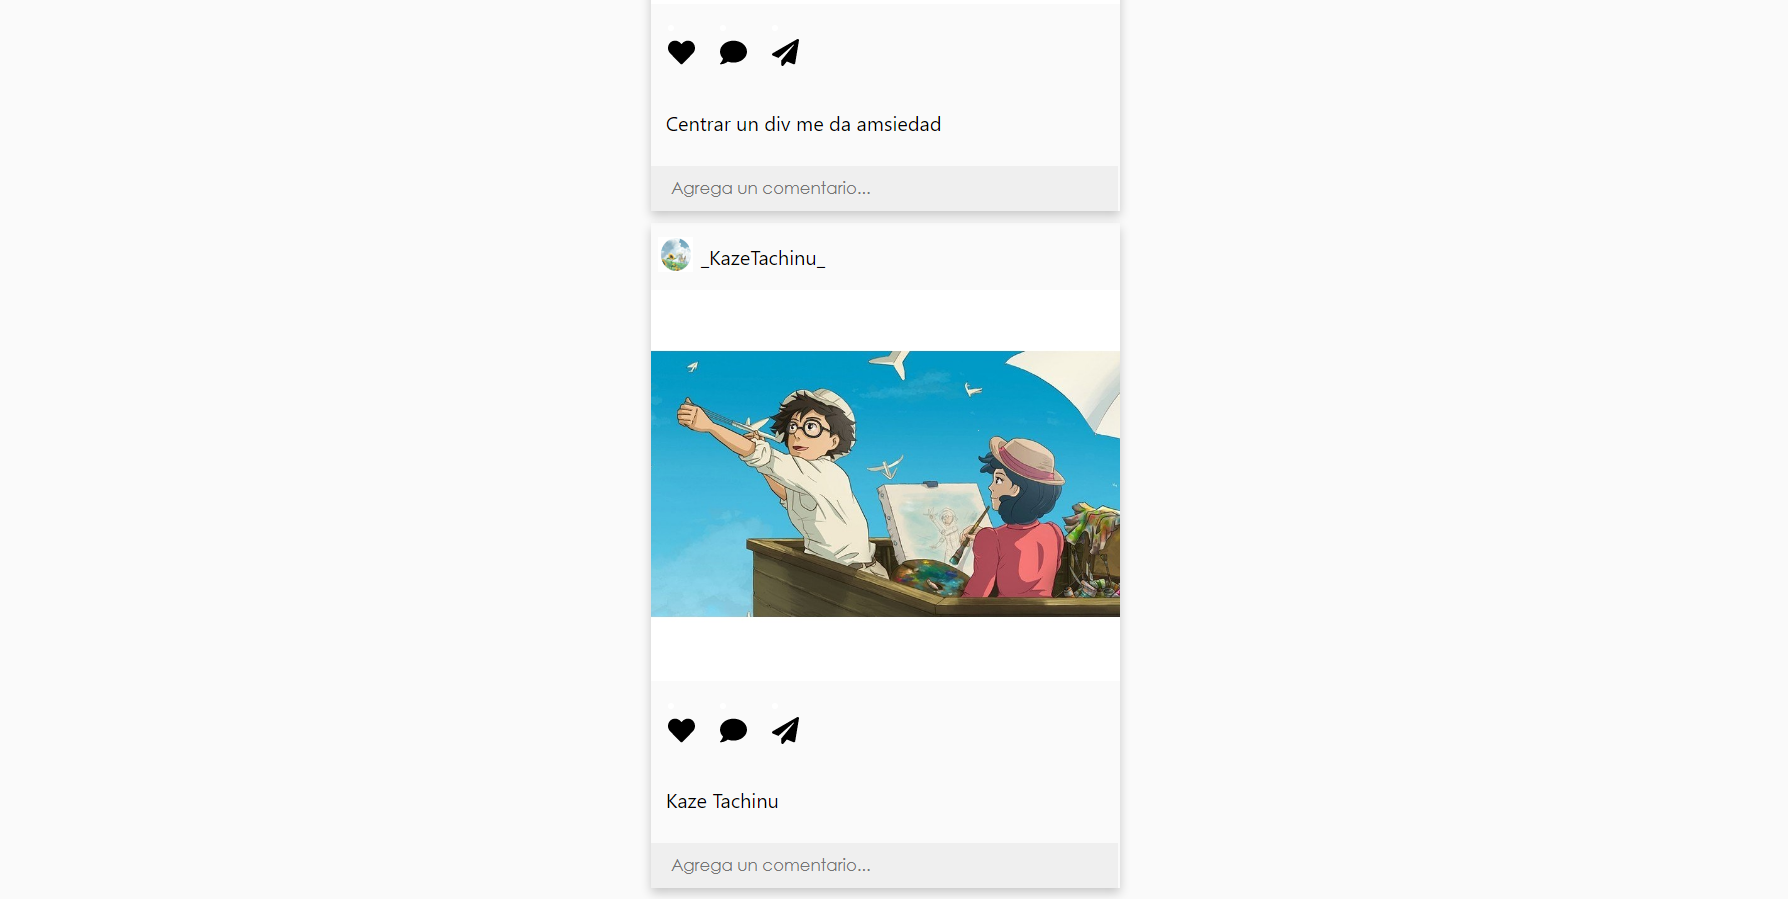 Centrar un div me da amsiedad
Agrega un comentario...
_KazeTachinu_
Kaze Tachinu
Agrega un comentario...